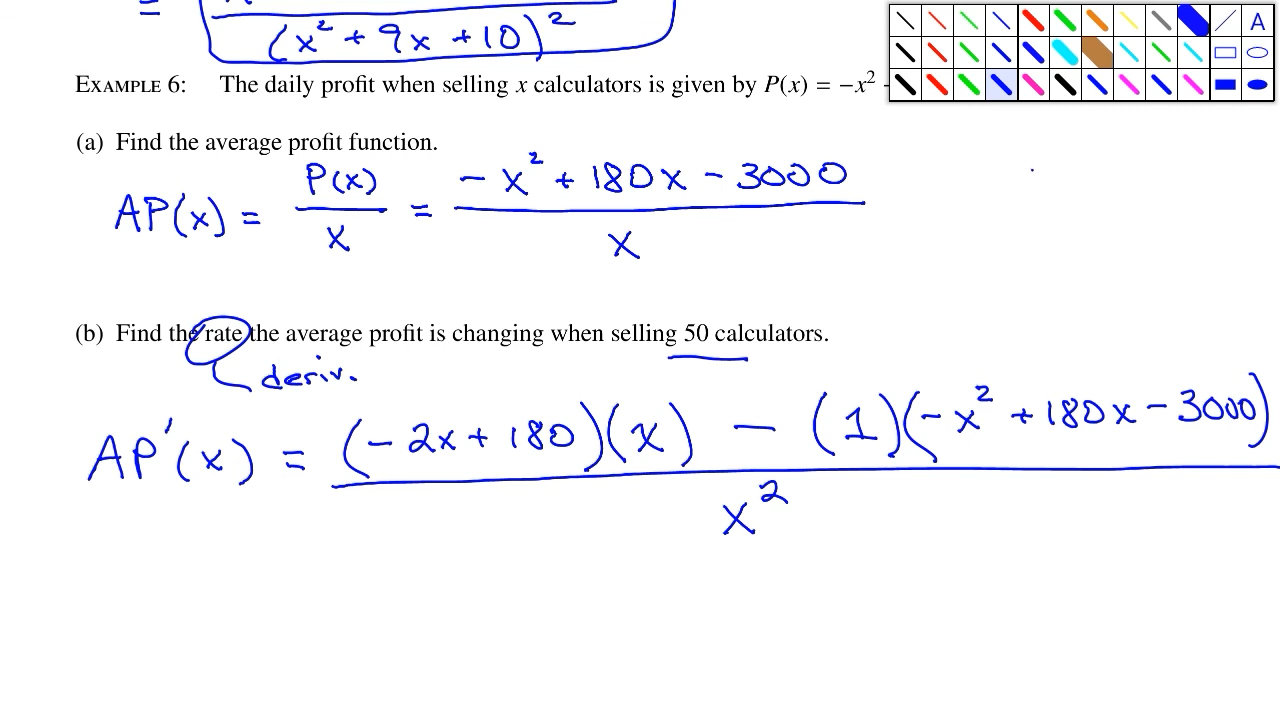 =
(x² + 9x + 10)²
EXAMPLE 6: The daily profit when selling x calculators is given by P(x) = −x²
A
(a) Find the average profit function.
AP(x) = P(x)/x = (-x² + 180x - 3000)/x
(b) Find the rate the average profit is changing when selling 50 calculators.
deriv.
AP'(x) = ((-2x + 180)(x) - (1)(-x² + 180x - 3000))/x²